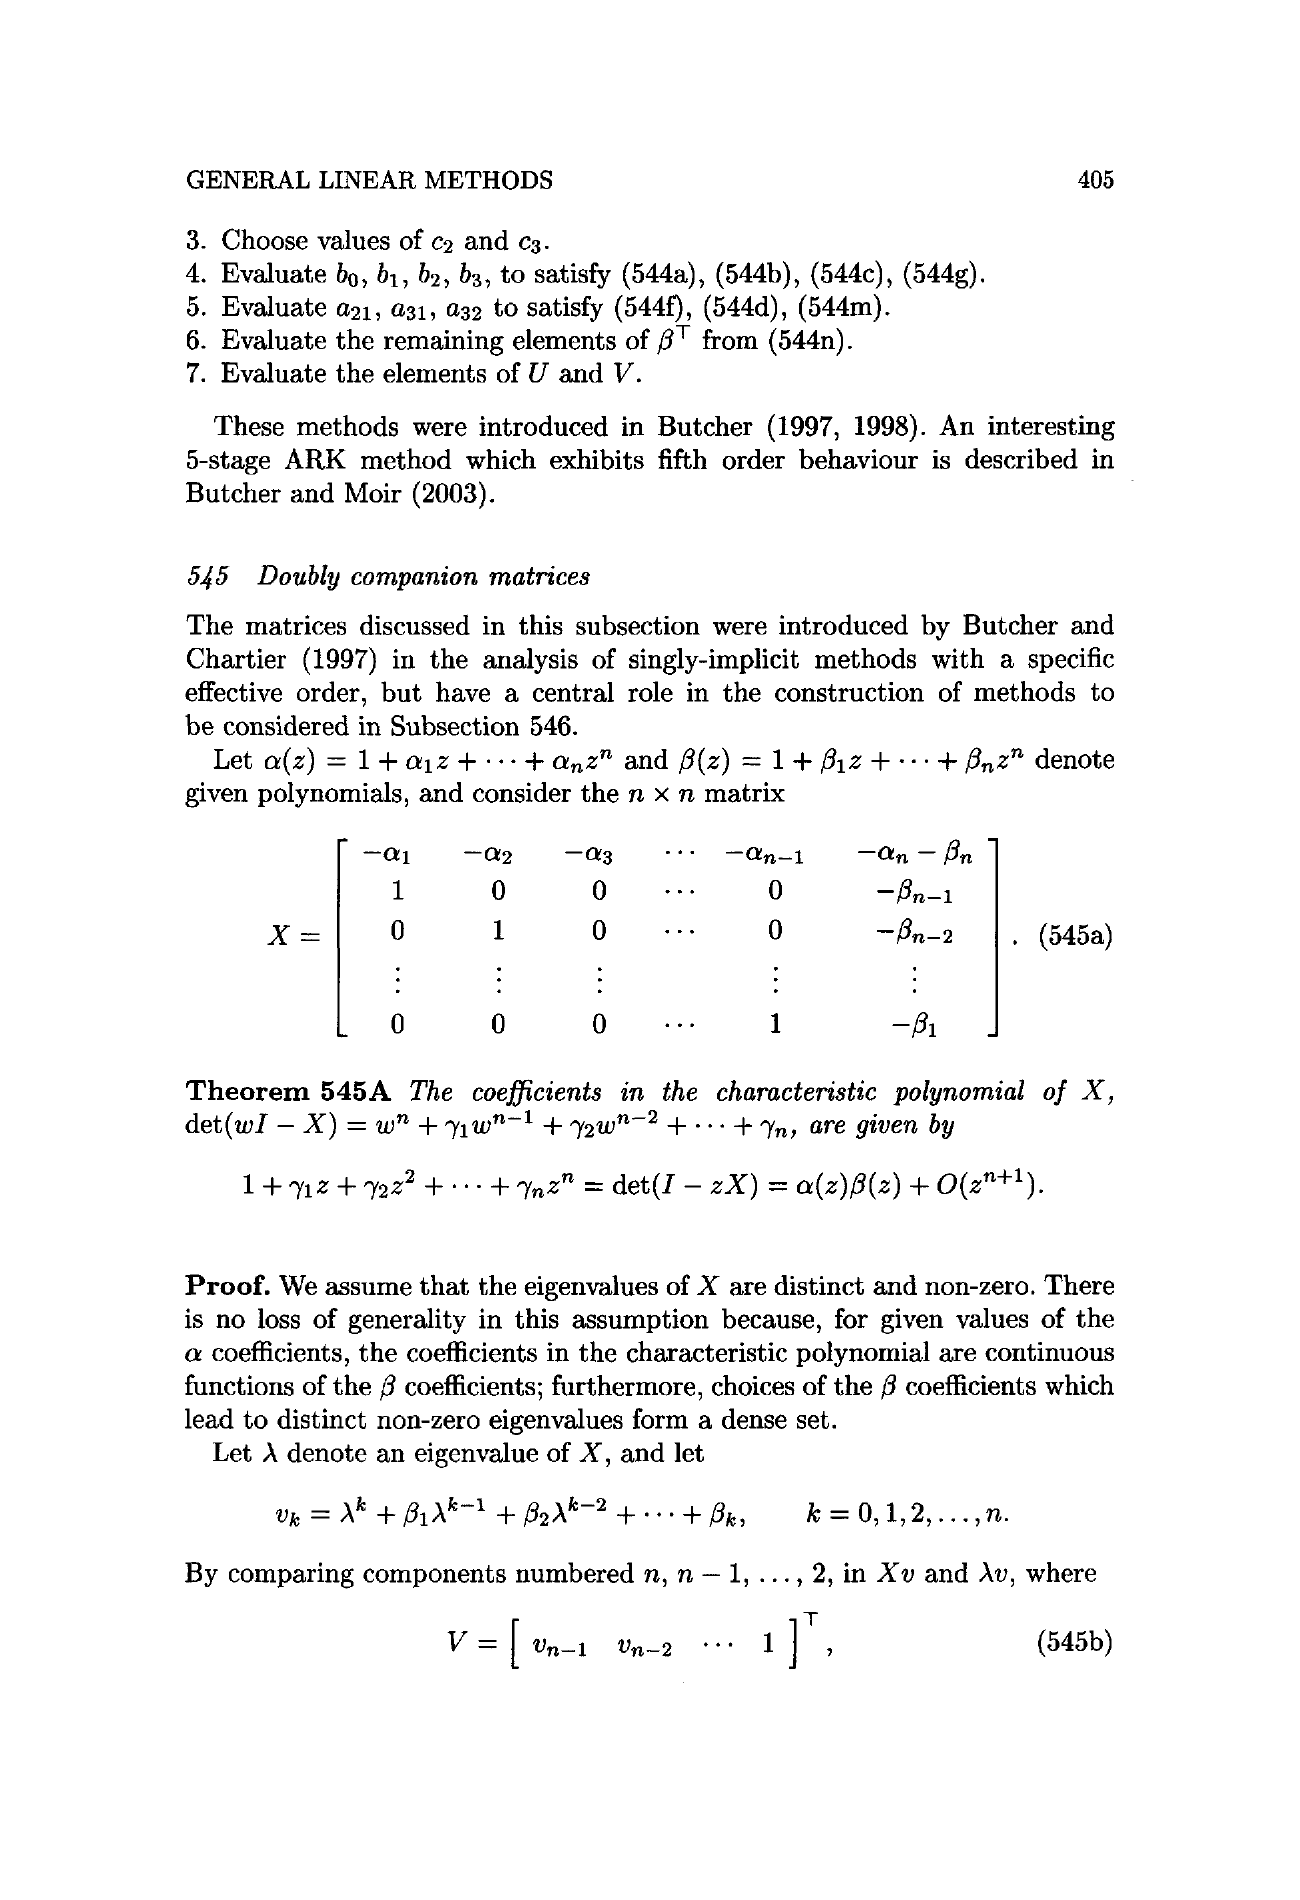 GENERAL LINEAR METHODS 405
3. Choose values of c₂ and c₃.
4. Evaluate b₀, b₁, b₂, b₃, to satisfy (544a), (544b), (544c), (544g).
5. Evaluate a₂₁, a₃₁, a₃₂ to satisfy (544f), (544d), (544m).
6. Evaluate the remaining elements of β⊤ from (544n).
7. Evaluate the elements of U and V.
These methods were introduced in Butcher (1997, 1998). An interesting
5-stage ARK method which exhibits fifth order behaviour is described in
Butcher and Moir (2003).
545 Doubly companion matrices
The matrices discussed in this subsection were introduced by Butcher and
Chartier (1997) in the analysis of singly-implicit methods with a specific
effective order, but have a central role in the construction of methods to
be considered in Subsection 546.
Let α(z) = 1 + α₁z + ⋯ + αₙzⁿ and β(z) = 1 + β₁z + ⋯ + βₙzⁿ denote
given polynomials, and consider the n × n matrix
−α₁ −α₂ −α₃ ⋯ −αₙ₋₁ −αₙ − βₙ
1 0 0 ⋯ 0 −βₙ₋₁
X = 0 1 0 ⋯ 0 −βₙ₋₂ . (545a)
⋮ ⋮ ⋮ ⋮ ⋮
0 0 0 ⋯ 1 −β₁
Theorem 545A The coefficients in the characteristic polynomial of X,
det(wI − X) = wⁿ + γ₁wⁿ⁻¹ + γ₂wⁿ⁻² + ⋯ + γₙ, are given by
1 + γ₁z + γ₂z² + ⋯ + γₙzⁿ = det(I − zX) = α(z)β(z) + O(zⁿ⁺¹).
Proof. We assume that the eigenvalues of X are distinct and non-zero. There
is no loss of generality in this assumption because, for given values of the
α coefficients, the coefficients in the characteristic polynomial are continuous
functions of the β coefficients; furthermore, choices of the β coefficients which
lead to distinct non-zero eigenvalues form a dense set.
Let λ denote an eigenvalue of X, and let
vₖ = λᵏ + β₁λᵏ⁻¹ + β₂λᵏ⁻² + ⋯ + βₖ, k = 0, 1, 2, ..., n.
By comparing components numbered n, n − 1, ..., 2, in Xv and λv, where
V = [ vₙ₋₁ vₙ₋₂ ⋯ 1 ]⊤, (545b)